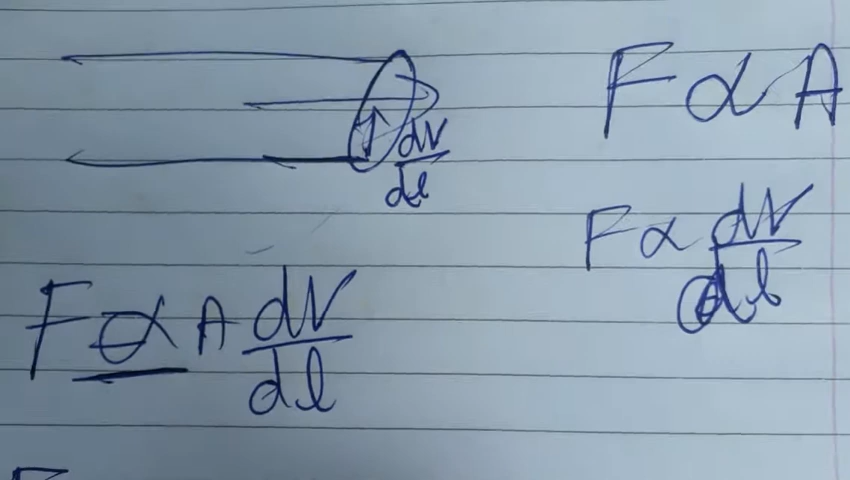 F ∝ A
dv
dl
F ∝ dv
dl
F ∝ A dv
dl